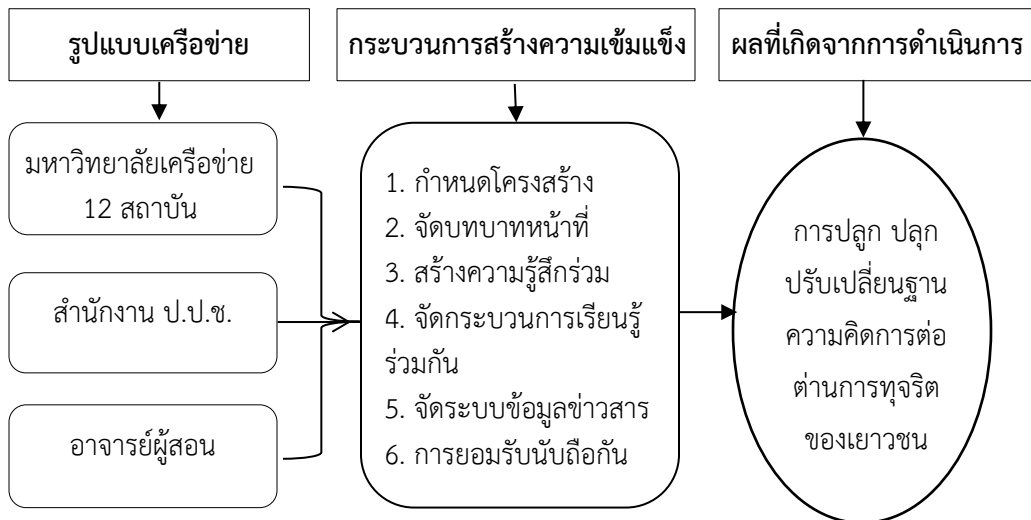 รูปแบบเครือข่าย
มหาวิทยาลัยเครือข่าย
12 สถาบัน
สำนักงาน ป.ป.ช.
อาจารย์ผู้สอน
กระบวนการสร้างความเข้มแข็ง
1. กำหนดโครงสร้าง
2. จัดบทบาทหน้าที่
3. สร้างความรู้สึกร่วม
4. จัดกระบวนการเรียนรู้
ร่วมกัน
5. จัดระบบข้อมูลข่าวสาร
6. การยอมรับนับถือกัน
ผลที่เกิดจากการดำเนินการ
การปลูก ปลุก
ปรับเปลี่ยนฐาน
ความคิดการต่อ
ต่านการทุจริต
ของเยาวชน